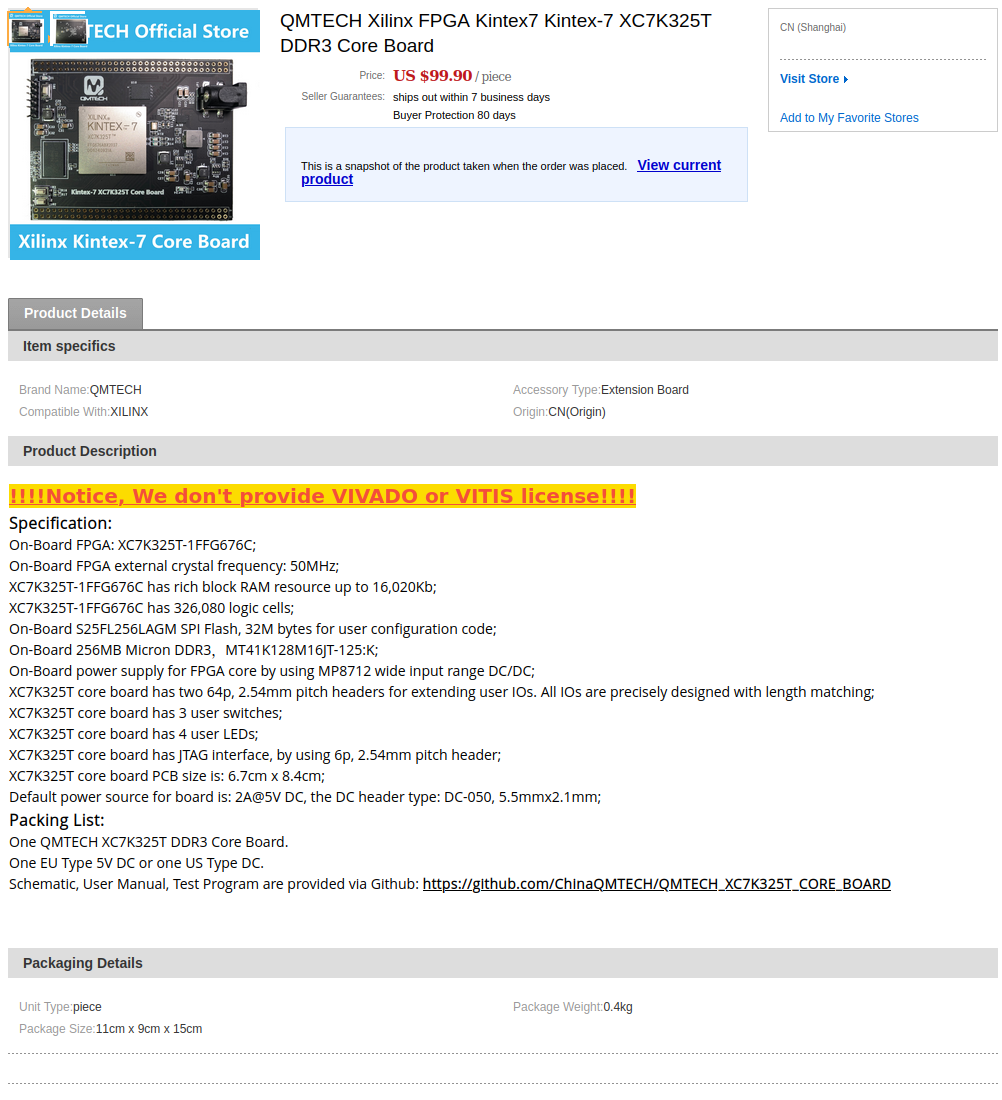 TECH Official Store
QMTECH
XILINX
KINTEX-7
XC7K325T
Kintex-7 XC7K325T Core Board
Xilinx Kintex-7 Core Board
QMTECH Xilinx FPGA Kintex7 Kintex-7 XC7K325T
DDR3 Core Board
Price: US $99.90 / piece
Seller Guarantees: ships out within 7 business days
Buyer Protection 80 days
This is a snapshot of the product taken when the order was placed. View current
product
CN (Shanghai)
Visit Store
Add to My Favorite Stores
Product Details
Item specifics
Brand Name:QMTECH
Accessory Type:Extension Board
Compatible With:XILINX
Origin:CN(Origin)
Product Description
!!!!Notice, We don't provide VIVADO or VITIS license!!!!
Specification:
On-Board FPGA: XC7K325T-1FFG676C;
On-Board FPGA external crystal frequency: 50MHz;
XC7K325T-1FFG676C has rich block RAM resource up to 16,020Kb;
XC7K325T-1FFG676C has 326,080 logic cells;
On-Board S25FL256LAGM SPI Flash, 32M bytes for user configuration code;
On-Board 256MB Micron DDR3，MT41K128M16JT-125:K;
On-Board power supply for FPGA core by using MP8712 wide input range DC/DC;
XC7K325T core board has two 64p, 2.54mm pitch headers for extending user IOs. All IOs are precisely designed with length matching;
XC7K325T core board has 3 user switches;
XC7K325T core board has 4 user LEDs;
XC7K325T core board has JTAG interface, by using 6p, 2.54mm pitch header;
XC7K325T core board PCB size is: 6.7cm x 8.4cm;
Default power source for board is: 2A@5V DC, the DC header type: DC-050, 5.5mmx2.1mm;
Packing List:
One QMTECH XC7K325T DDR3 Core Board.
One EU Type 5V DC or one US Type DC.
Schematic, User Manual, Test Program are provided via Github: https://github.com/ChInaQMTECH/QMTECH_XC7K325T_CORE_BOARD
Packaging Details
Unit Type:piece
Package Weight:0.4kg
Package Size:11cm x 9cm x 15cm